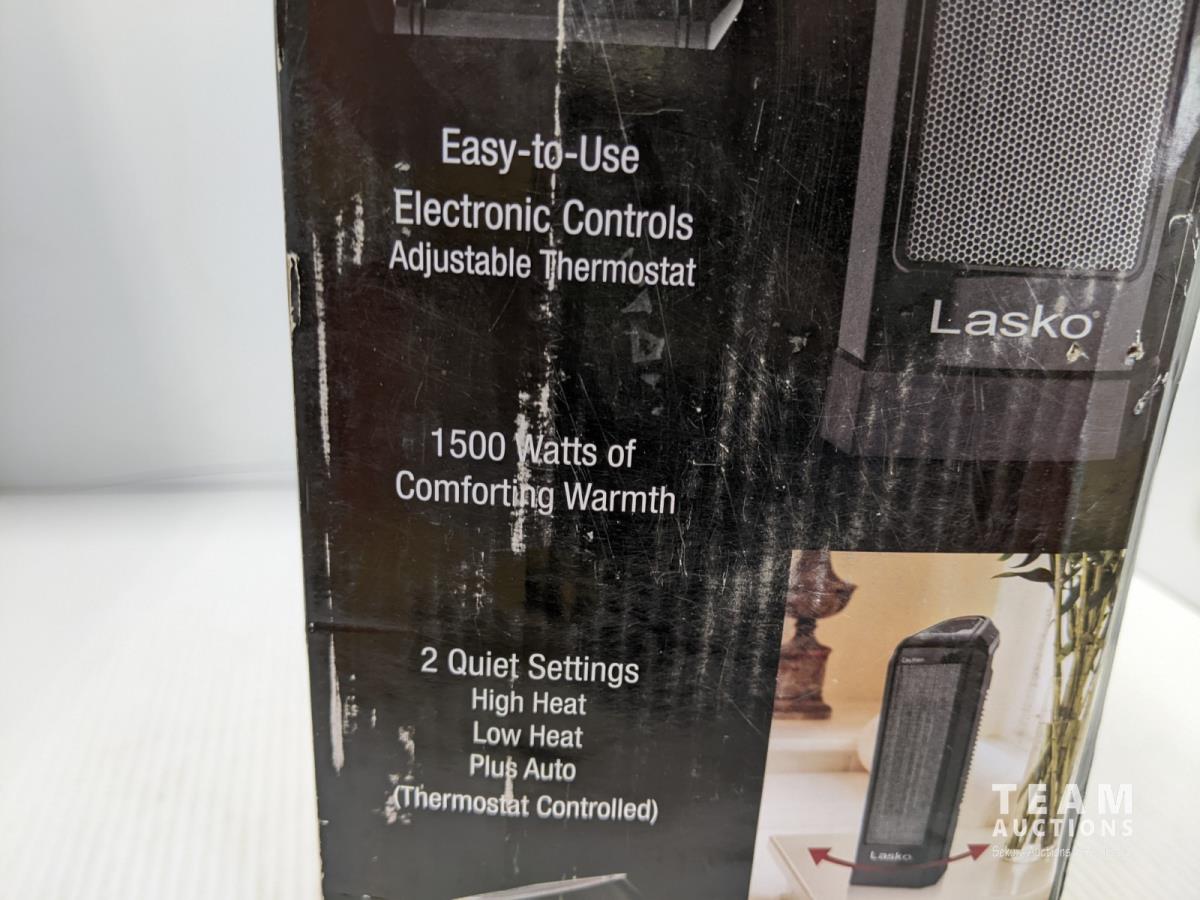 Easy-to-Use
Electronic Controls
Adjustable Thermostat
Lasko
1500 Watts of
Comforting Warmth
2 Quiet Settings
High Heat
Low Heat
Plus Auto
(Thermostat Controlled)
Lasko
TEAM
AUCTIONS